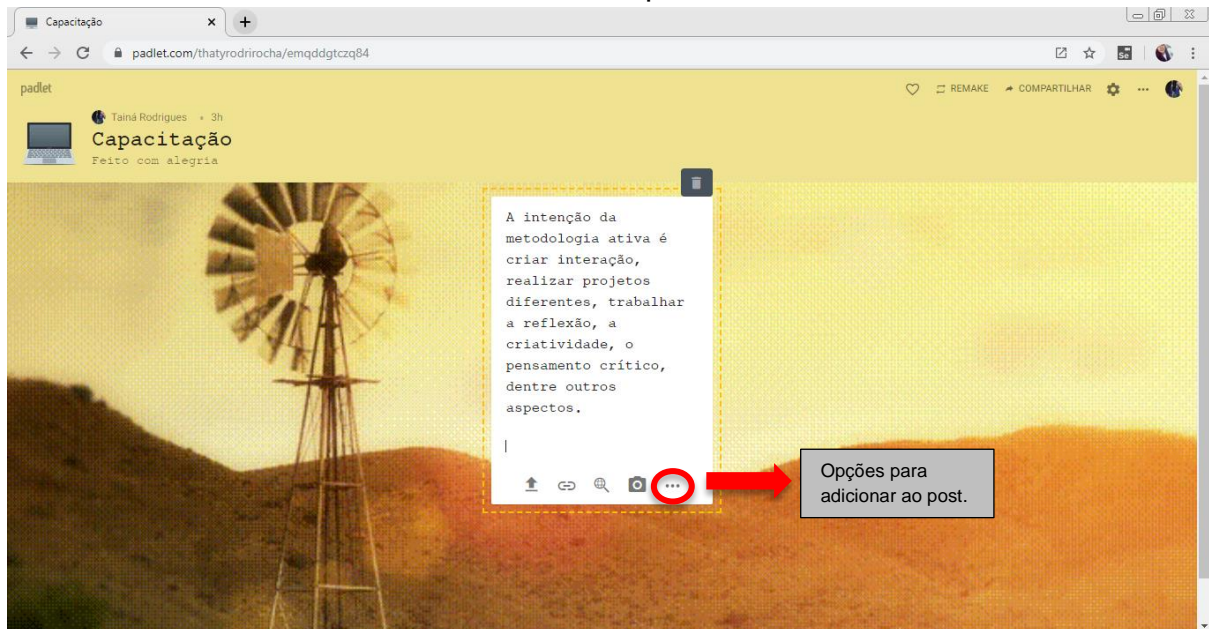 Capacitação
padlet.com/thatyrodrirocha/emqddgtczq84
Se
padlet
REMAKE
COMPARTILHAR
Tainá Rodrigues • 3h
Capacitação
Feito com alegria
A intenção da
metodologia ativa é
criar interação,
realizar projetos
diferentes, trabalhar
a reflexão, a
criatividade, o
pensamento crítico,
dentre outros
aspectos.
Opções para
adicionar ao post.